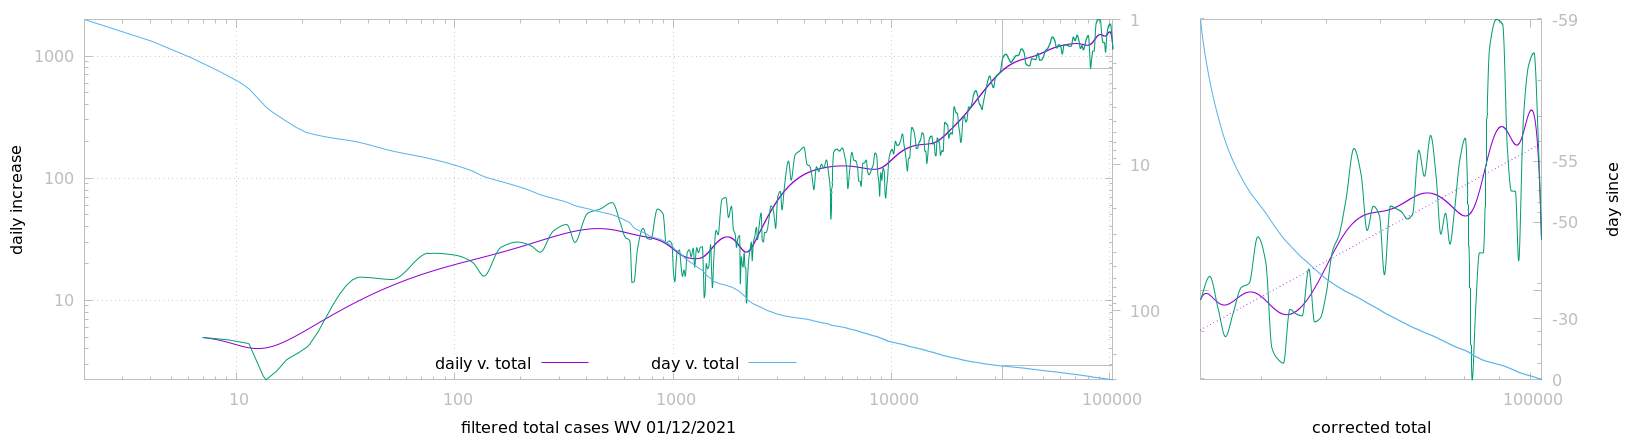 1000
100
10
daily increase
10
100
1000
10000
100000
filtered total cases WV 01/12/2021
daily v. total
day v. total
1
10
100
-59
-55
-50
-30
0
day since
100000
corrected total